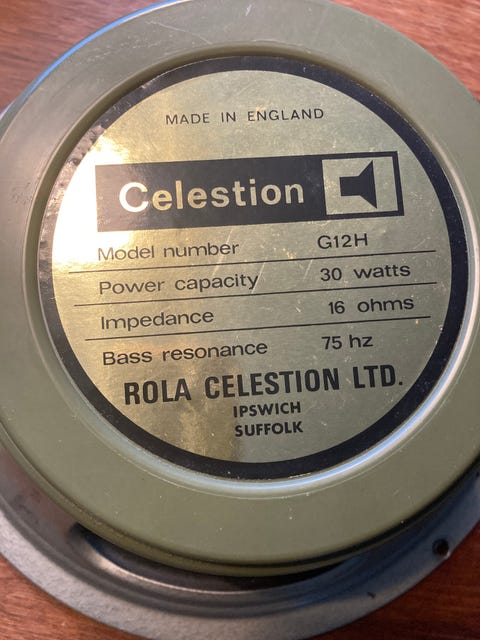 MADE IN ENGLAND
Celestion
Model number G12H
Power capacity 30 watts
Impedance 16 ohms
Bass resonance 75 hz
ROLA CELESTION LTD.
IPSWICH
SUFFOLK